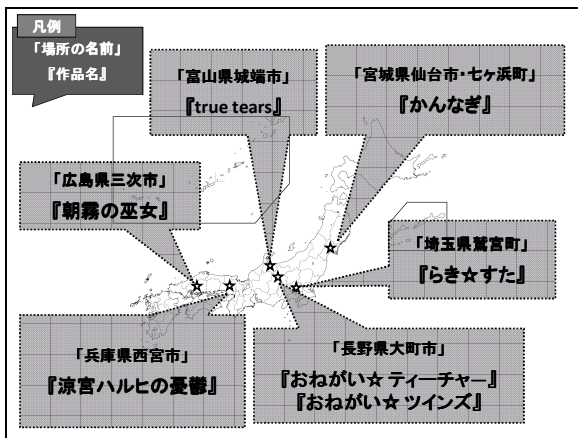 凡例
「場所の名前」
『作品名』
「富山県城端市」
『true tears』
「宮城県仙台市・七ヶ浜町」
『かんなぎ』
「広島県三次市」
『朝霧の巫女』
「埼玉県鷲宮町」
『らき☆すた』
「兵庫県西宮市」
『涼宮ハルヒの憂鬱』
「長野県大町市」
『おねがい☆ティーチャー』
『おねがい☆ツインズ』